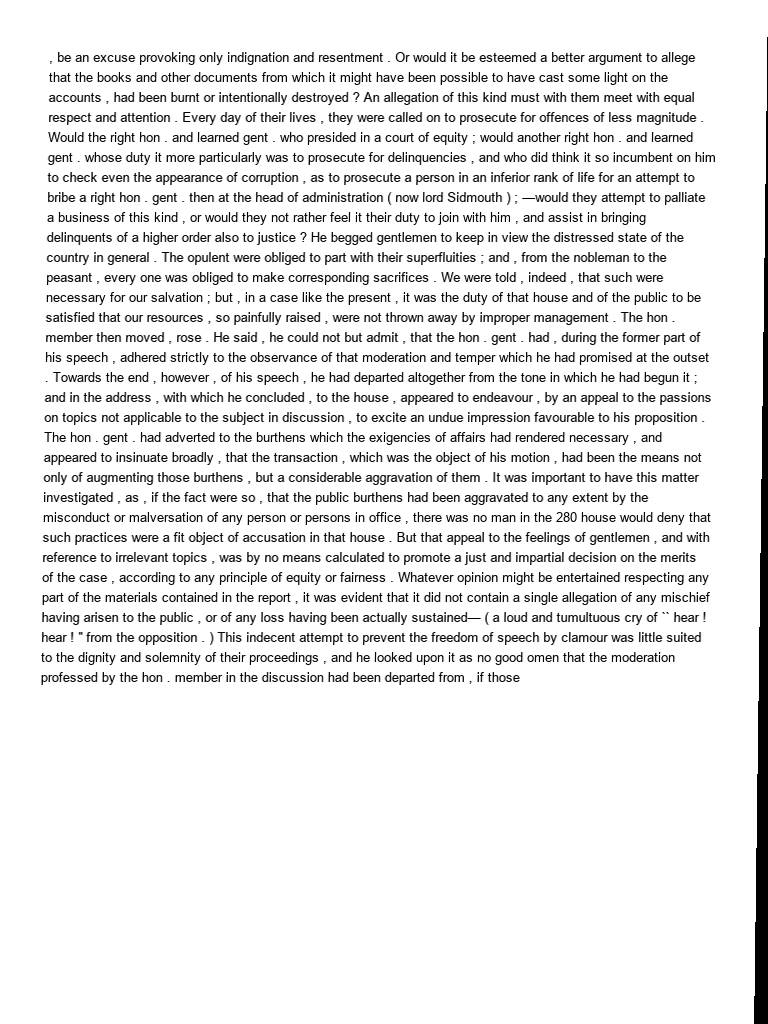 , be an excuse provoking only indignation and resentment . Or would it be esteemed a better argument to allege
that the books and other documents from which it might have been possible to have cast some light on the
accounts , had been burnt or intentionally destroyed ? An allegation of this kind must with them meet with equal
respect and attention . Every day of their lives , they were called on to prosecute for offences of less magnitude .
Would the right hon . and learned gent . who presided in a court of equity ; would another right hon . and learned
gent . whose duty it more particularly was to prosecute for delinquencies , and who did think it so incumbent on him
to check even the appearance of corruption , as to prosecute a person in an inferior rank of life for an attempt to
bribe a right hon . gent . then at the head of administration ( now lord Sidmouth ) ; —would they attempt to palliate
a business of this kind , or would they not rather feel it their duty to join with him , and assist in bringing
delinquents of a higher order also to justice ? He begged gentlemen to keep in view the distressed state of the
country in general . The opulent were obliged to part with their superfluities ; and , from the nobleman to the
peasant , every one was obliged to make corresponding sacrifices . We were told , indeed , that such were
necessary for our salvation ; but , in a case like the present , it was the duty of that house and of the public to be
satisfied that our resources , so painfully raised , were not thrown away by improper management . The hon .
member then moved , rose . He said , he could not but admit , that the hon . gent . had , during the former part of
his speech , adhered strictly to the observance of that moderation and temper which he had promised at the outset
. Towards the end , however , of his speech , he had departed altogether from the tone in which he had begun it ;
and in the address , with which he concluded , to the house , appeared to endeavour , by an appeal to the passions
on topics not applicable to the subject in discussion , to excite an undue impression favourable to his proposition .
The hon . gent . had adverted to the burthens which the exigencies of affairs had rendered necessary , and
appeared to insinuate broadly , that the transaction , which was the object of his motion , had been the means not
only of augmenting those burthens , but a considerable aggravation of them . It was important to have this matter
investigated , as , if the fact were so , that the public burthens had been aggravated to any extent by the
misconduct or malversation of any person or persons in office , there was no man in the 280 house would deny that
such practices were a fit object of accusation in that house . But that appeal to the feelings of gentlemen , and with
reference to irrelevant topics , was by no means calculated to promote a just and impartial decision on the merits
of the case , according to any principle of equity or fairness . Whatever opinion might be entertained respecting any
part of the materials contained in the report , it was evident that it did not contain a single allegation of any mischief
having arisen to the public , or of any loss having been actually sustained— ( a loud and tumultuous cry of `` hear !
hear ! '' from the opposition . ) This indecent attempt to prevent the freedom of speech by clamour was little suited
to the dignity and solemnity of their proceedings , and he looked upon it as no good omen that the moderation
professed by the hon . member in the discussion had been departed from , if those